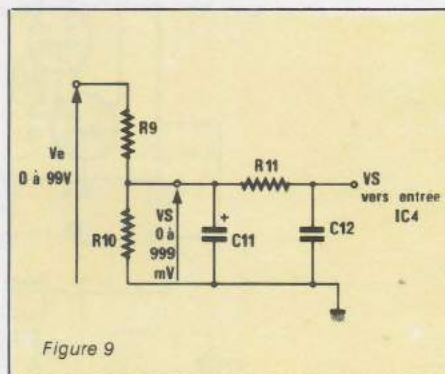 R9
Ve
0 à 99V
R11
VS
vers entrée
IC4
R10
VS
0 à
999
mV
+
C11
C12
Figure 9